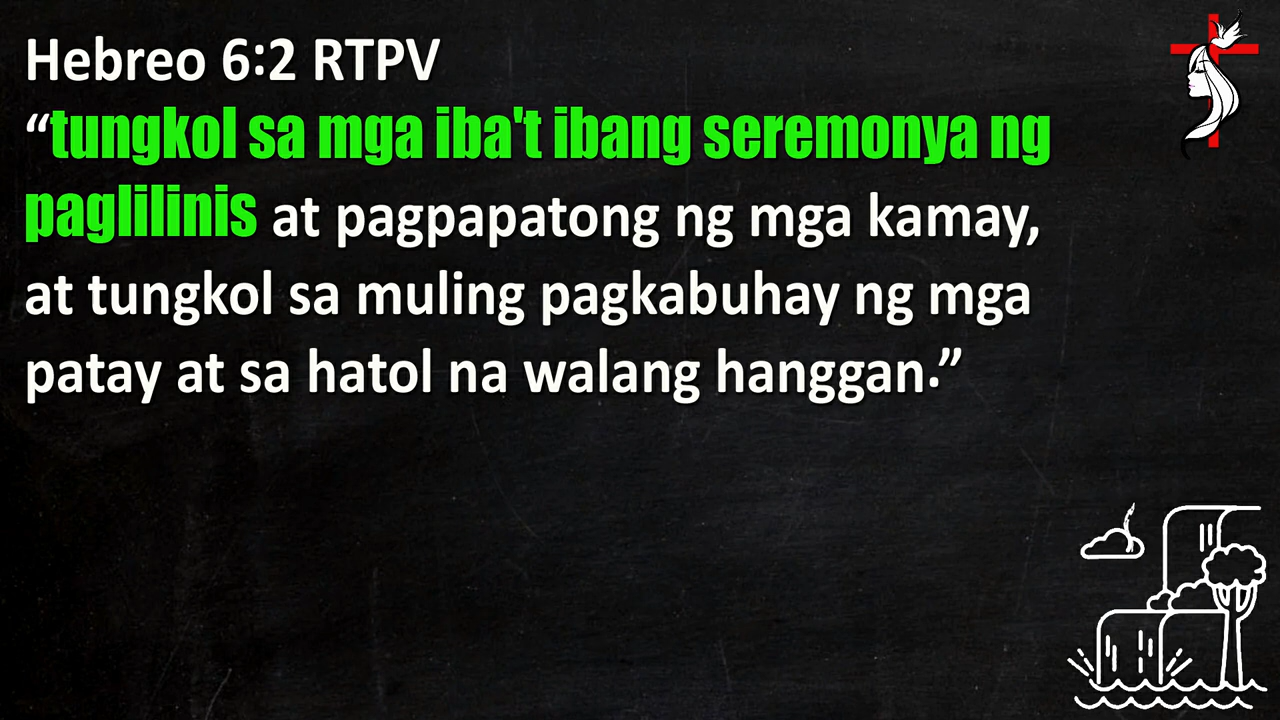 Hebreo 6:2 RTPV
“tungkol sa mga iba't ibang seremonya ng
paglilinis at pagpapatong ng mga kamay,
at tungkol sa muling pagkabuhay ng mga
patay at sa hatol na walang hanggan.”